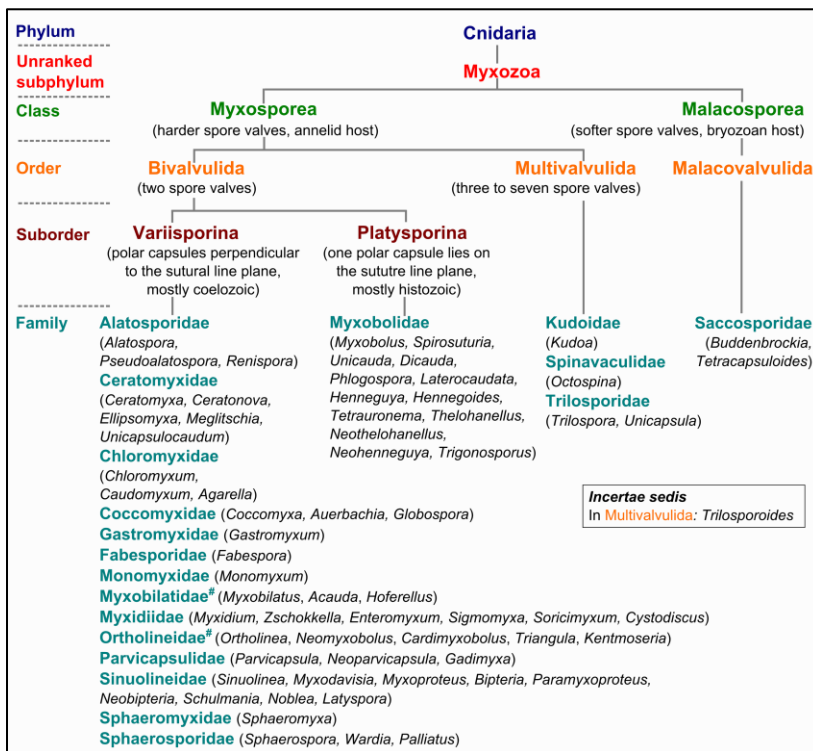 Phylum
Cnidaria
Unranked
subphylum
Myxozoa
Class
Myxosporea
(harder spore valves, annelid host)
Malacosporea
(softer spore valves, bryozoan host)
Order
Bivalvulida
(two spore valves)
Multivalvulida
(three to seven spore valves)
Malacovalvulida
Suborder
Variisporina
(polar capsules perpendicular
to the sutural line plane,
mostly coelozoic)
Platysporina
(one polar capsule lies on
the sututre line plane,
mostly histozoic)
Family
Alatosporidae
(Alatospora,
Pseudoalatospora, Renispora)
Ceratomyxidae
(Ceratomyxa, Ceratonova,
Ellipsomyxa, Meglitschia,
Unicapsulocaudum)
Chloromyxidae
(Chloromyxum,
Caudomyxum, Agarella)
Coccomyxidae (Coccomyxa, Auerbachia, Globospora)
Gastromyxidae (Gastromyxum)
Fabesporidae (Fabespora)
Monomyxidae (Monomyxum)
Myxobilatidae# (Myxobilatus, Acauda, Hoferellus)
Myxidiidae (Myxidium, Zschokkella, Enteromyxum, Sigmomyxa, Soricimyxum, Cystodiscus)
Ortholineidae# (Ortholinea, Neomyxobolus, Cardimyxobolus, Triangula, Kentmoseria)
Parvicapsulidae (Parvicapsula, Neoparvicapsula, Gadimyxa)
Sinuolineidae (Sinuolinea, Myxodavisia, Myxoproteus, Bipteria, Paramyxoproteus,
Neobipteria, Schulmania, Noblea, Latyspora)
Sphaeromyxidae (Sphaeromyxa)
Sphaerosporidae (Sphaerospora, Wardia, Palliatus)
Myxobolidae
(Myxobolus, Spirosuturia,
Unicauda, Dicauda,
Phlogospora, Laterocaudata,
Henneguya, Hennegoides,
Tetrauronema, Thelohanellus,
Neothelohanellus,
Neohenneguya, Trigonosporus)
Kudoidae
(Kudoa)
Spinavaculidae
(Octospina)
Trilosporidae
(Trilospora, Unicapsula)
Saccosporidae
(Buddenbrockia,
Tetracapsuloides)
Incertae sedis
In Multivalvulida: Trilosporoides